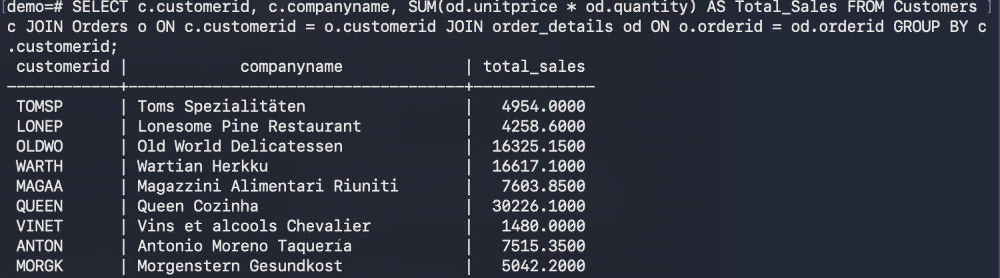 [demo=# SELECT c.customerid, c.companyname, SUM(od.unitprice * od.quantity) AS Total_Sales FROM Customers ]
c JOIN Orders o ON c.customerid = o.customerid JOIN order_details od ON o.orderid = od.orderid GROUP BY c
.customerid;
 customerid |            companyname             | total_sales
------------+------------------------------------+-------------
 TOMSP      | Toms Spezialitäten                 |   4954.0000
 LONEP      | Lonesome Pine Restaurant           |   4258.6000
 OLDWO      | Old World Delicatessen             |  16325.1500
 WARTH      | Wartian Herkku                     |  16617.1000
 MAGAA      | Magazzini Alimentari Riuniti       |   7603.8500
 QUEEN      | Queen Cozinha                      |  30226.1000
 VINET      | Vins et alcools Chevalier          |   1480.0000
 ANTON      | Antonio Moreno Taquería            |   7515.3500
 MORGK      | Morgenstern Gesundkost             |   5042.2000